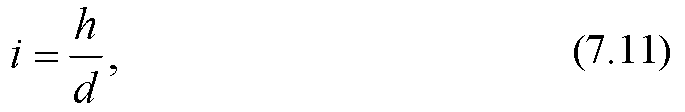 i = h/d, (7.11)